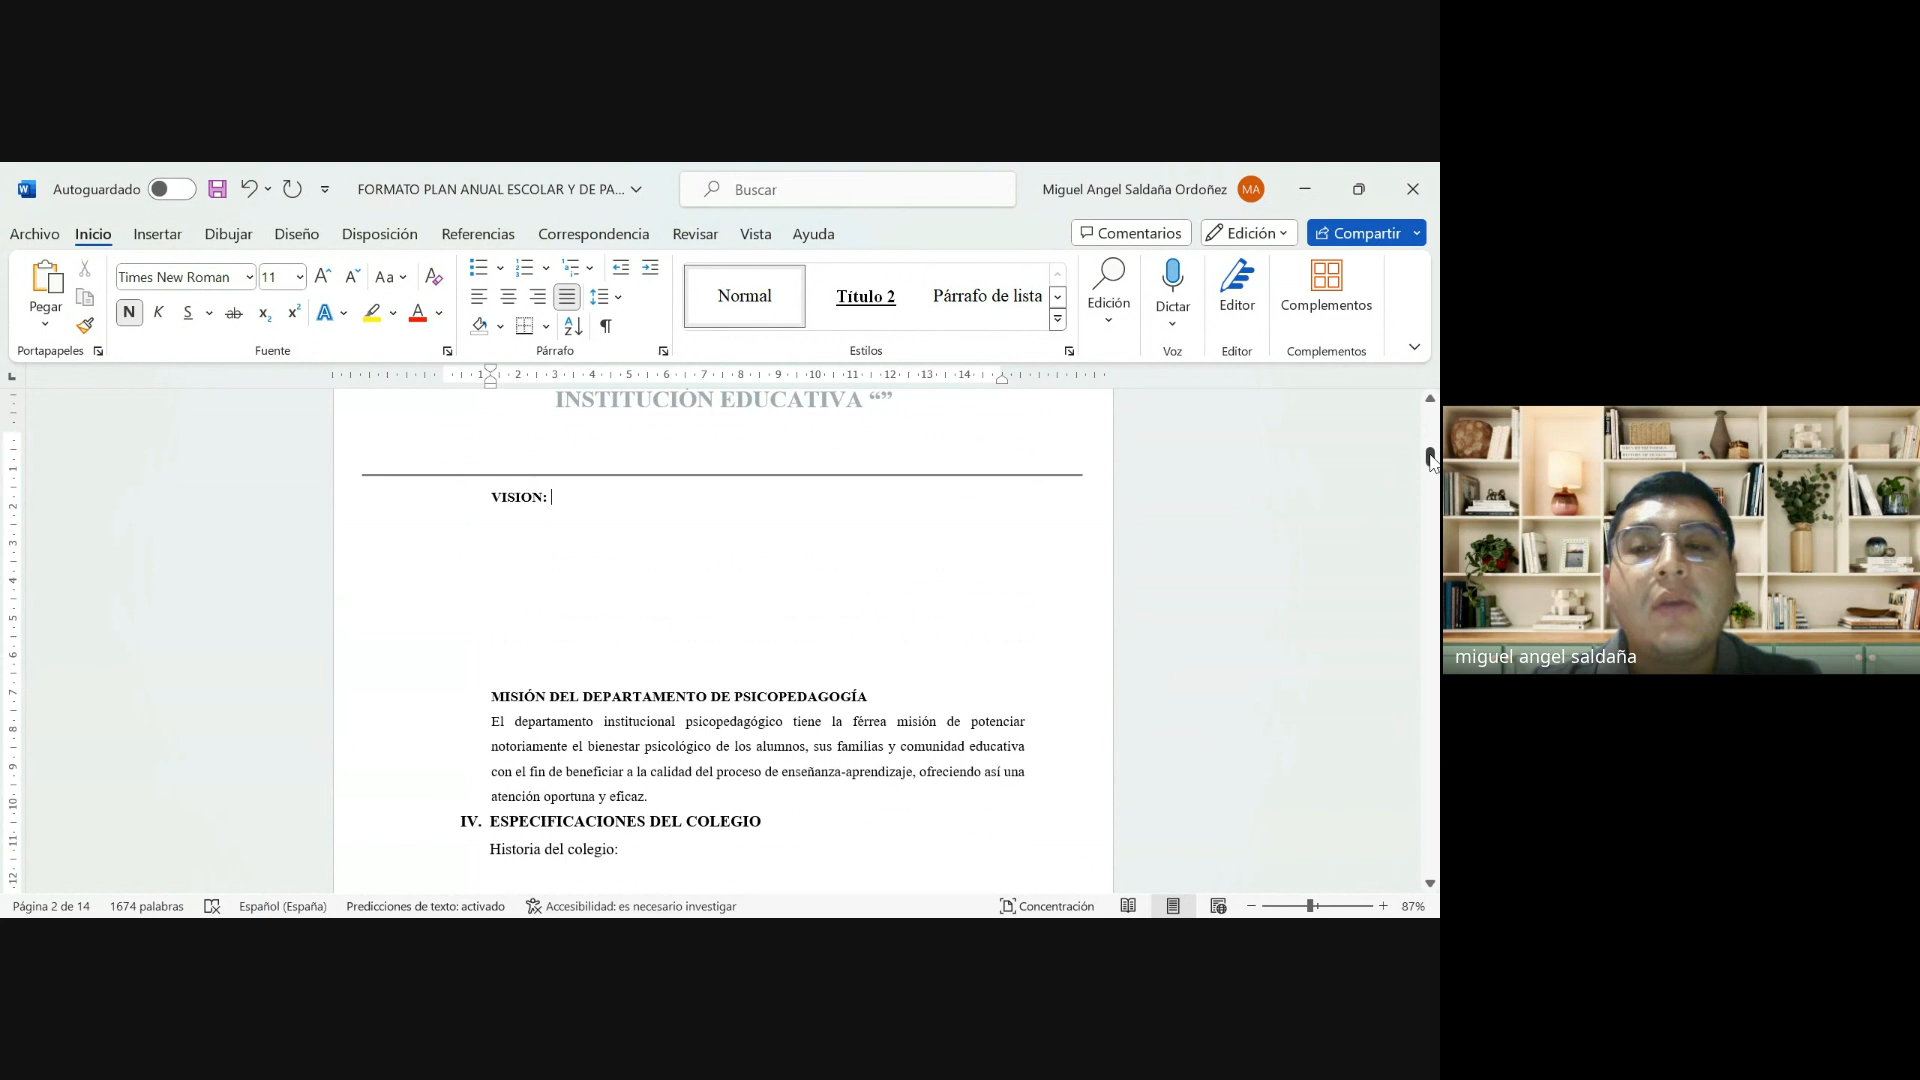 Autoguardado
FORMATO PLAN ANUAL ESCOLAR Y DE PA...
Buscar
Miguel Angel Saldaña Ordoñez
MA
Archivo Inicio Insertar Dibujar Diseño Disposición Referencias Correspondencia Revisar Vista Ayuda
Comentarios
Edición
Compartir
Pegar
Portapapeles
Times New Roman
11
Fuente
Párrafo
Normal
Título 2
Párrafo de lista
Estilos
Edición
Dictar
Voz
Editor
Editor
Complementos
Complementos
INSTITUCIÓN EDUCATIVA “”
VISION:
MISIÓN DEL DEPARTAMENTO DE PSICOPEDAGOGÍA
El departamento institucional psicopedagógico tiene la férrea misión de potenciar
notoriamente el bienestar psicológico de los alumnos, sus familias y comunidad educativa
con el fin de beneficiar a la calidad del proceso de enseñanza-aprendizaje, ofreciendo así una
atención oportuna y eficaz.
IV. ESPECIFICACIONES DEL COLEGIO
Historia del colegio:
miguel angel saldaña
Página 2 de 14
1674 palabras
Español (España)
Predicciones de texto: activado
Accesibilidad: es necesario investigar
Concentración
87%